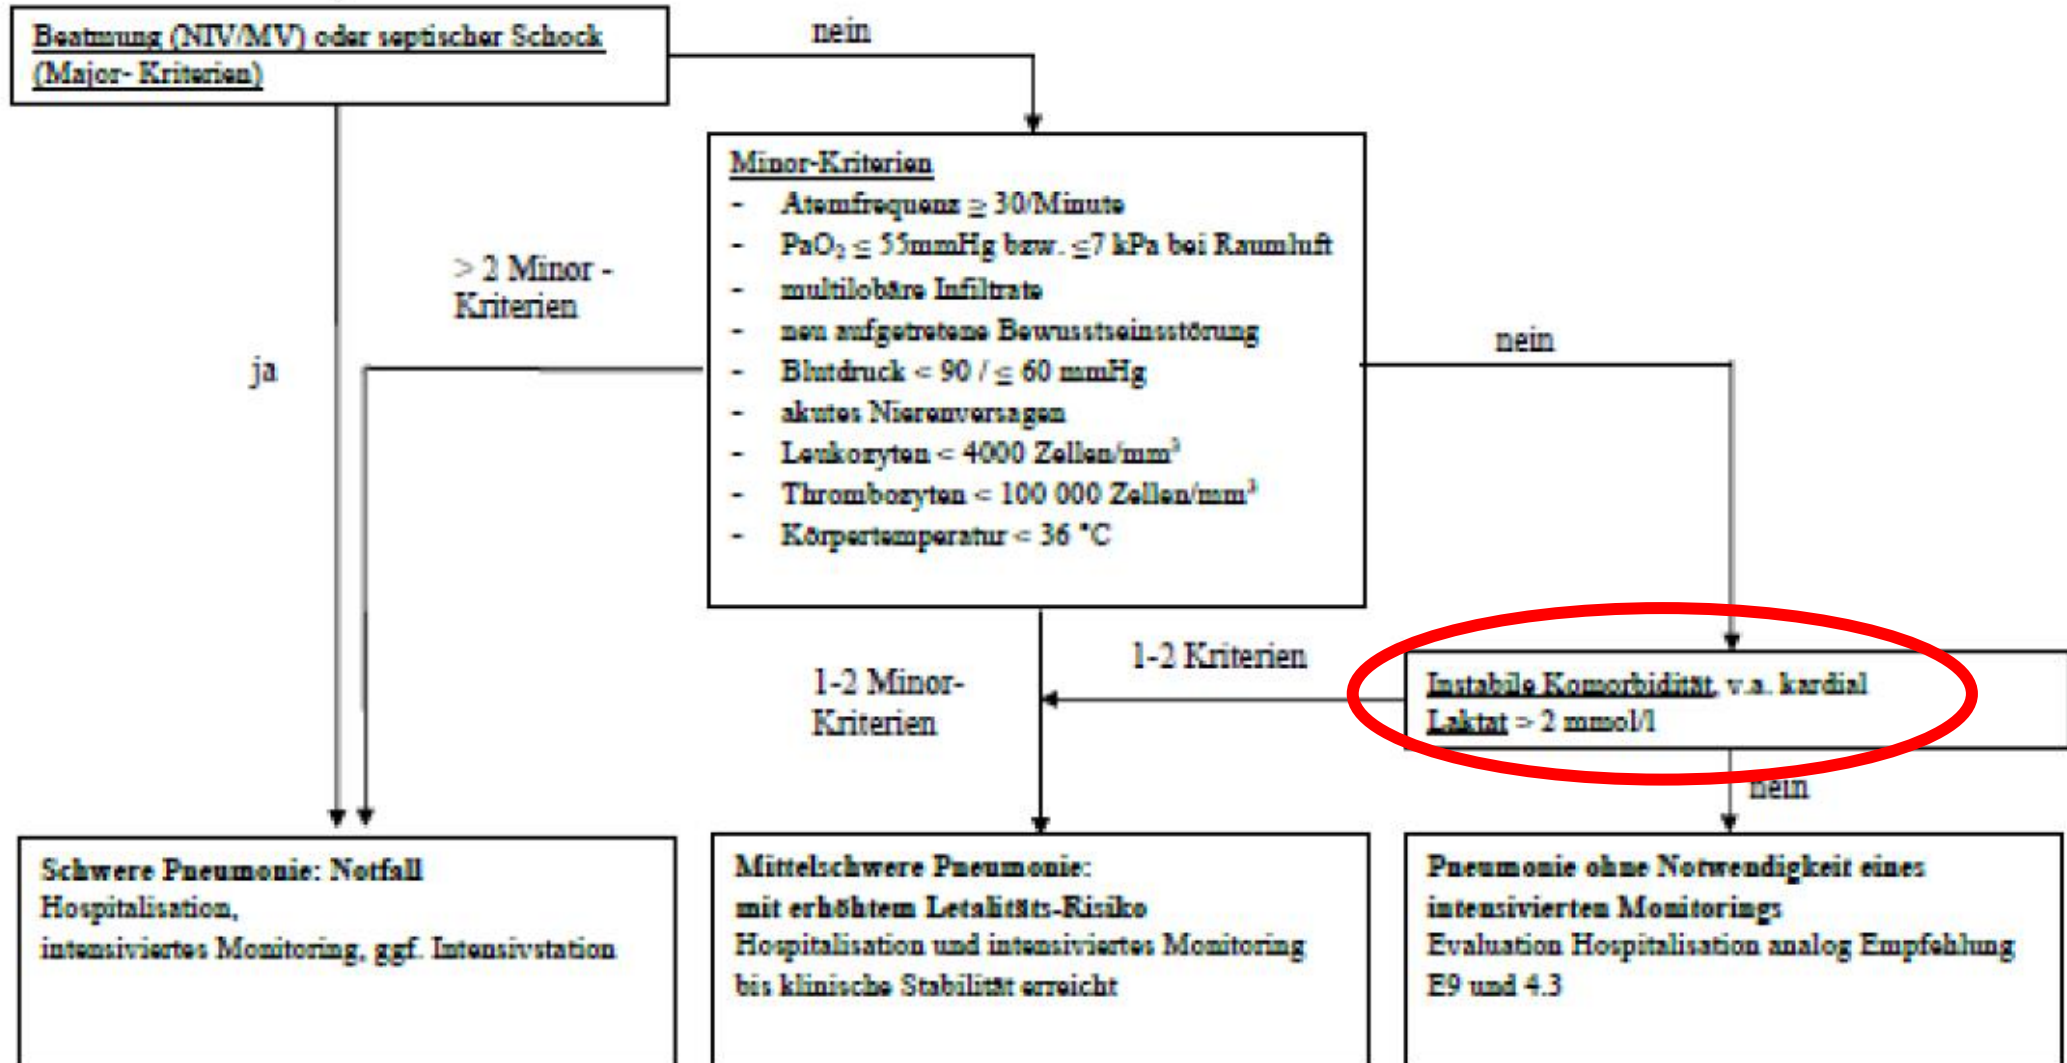 Beatmung (NIV/MV) oder septischer Schock
(Major- Kriterien)
nein
Minor-Kriterien
- Atemfrequenz ≥ 30/Minute
- PaO₂ ≤ 55mmHg bzw. ≤7 kPa bei Raumluft
- multilobäre Infiltrate
- neu aufgetretene Bewusstseinsstörung
- Blutdruck < 90 / ≤ 60 mmHg
- akutes Nierenversagen
- Leukozyten < 4000 Zellen/mm³
- Thrombozyten < 100 000 Zellen/mm³
- Körpertemperatur < 36 °C
> 2 Minor -
Kriterien
ja
nein
1-2 Kriterien
1-2 Minor-
Kriterien
Instabile Komorbidität, v.a. kardial
Laktat > 2 mmol/l
nein
Schwere Pneumonie: Notfall
Hospitalisation,
intensiviertes Monitoring, ggf. Intensivstation
Mittelschwere Pneumonie:
mit erhöhtem Letalitäts-Risiko
Hospitalisation und intensiviertes Monitoring
bis klinische Stabilität erreicht
Pneumonie ohne Notwendigkeit eines
intensivierten Monitorings
Evaluation Hospitalisation analog Empfehlung
E9 und 4.3